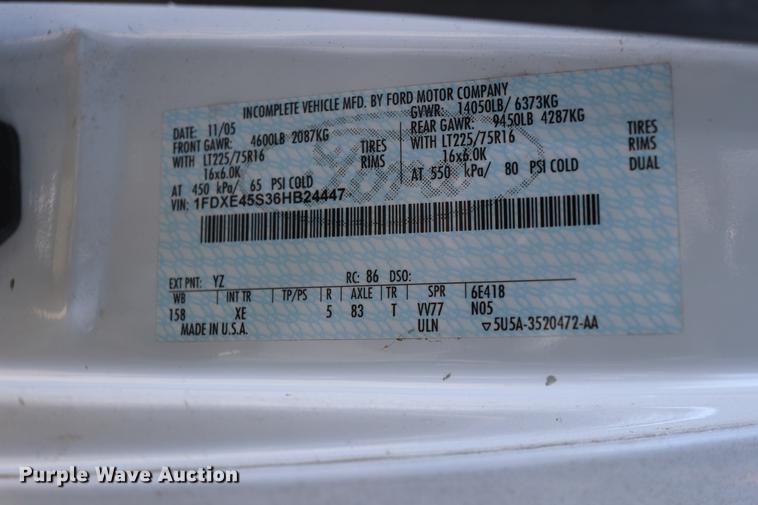 INCOMPLETE VEHICLE MFD. BY FORD MOTOR COMPANY
DATE: 11/05 GVWR: 14050LB/ 6373KG
FRONT GAWR: 4600LB 2087KG REAR GAWR: 9450LB 4287KG
WITH LT225/75R16 TIRES WITH LT225/75R16 TIRES
16x6.0K RIMS 16x6.0K RIMS
AT 450 kPa/ 65 PSI COLD AT 550 kPa/ 80 PSI COLD DUAL
VIN: 1FDXE45S36HB24447
Ford
EXT PNT: YZ RC: 86 DSO:
WB INT TR TP/PS R AXLE TR SPR 6E418
158 XE 5 83 T VV77 N05
MADE IN U.S.A. ULN ▽5U5A-3520472-AA
Purple Wave Auction